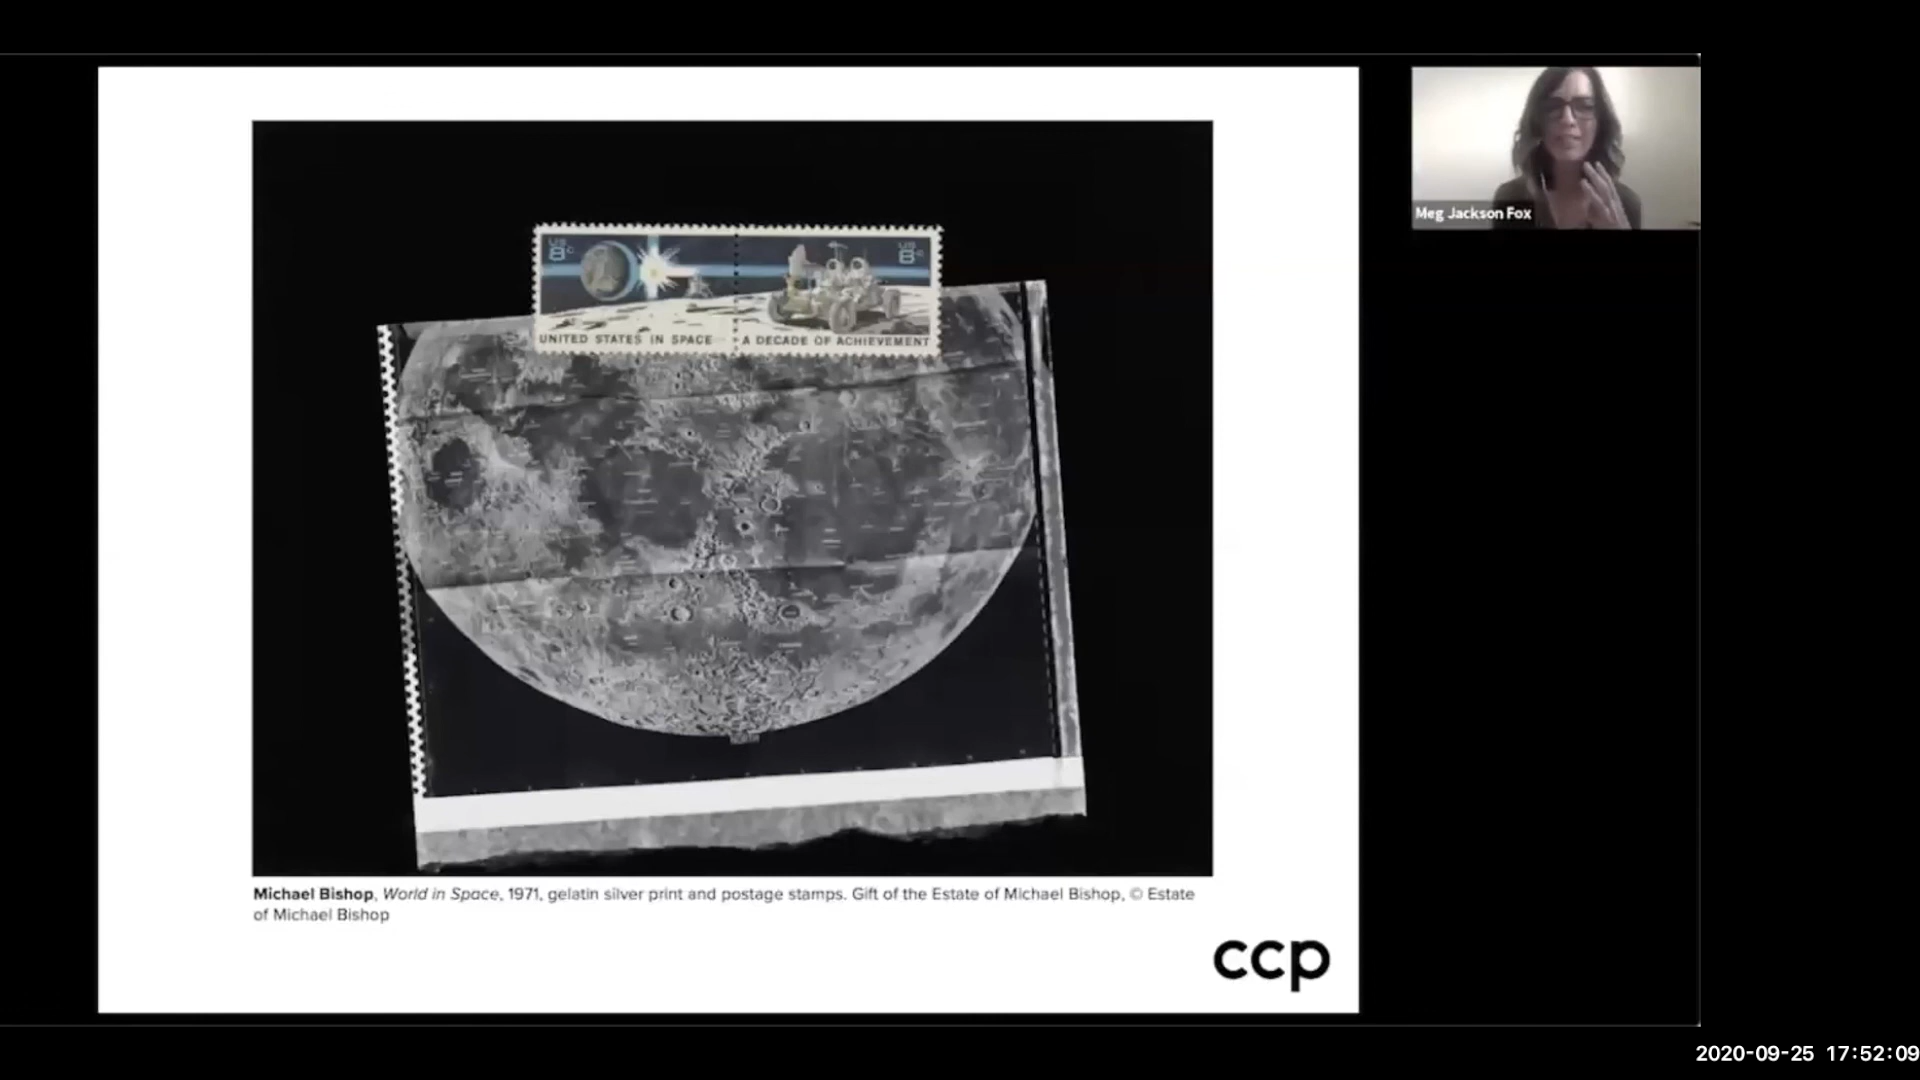 Meg Jackson Fox
US
8c
US
8c
UNITED STATES IN SPACE
A DECADE OF ACHIEVEMENT
Michael Bishop, World in Space, 1971, gelatin silver print and postage stamps. Gift of the Estate of Michael Bishop, © Estate
of Michael Bishop
ccp
2020-09-25 17:52:09